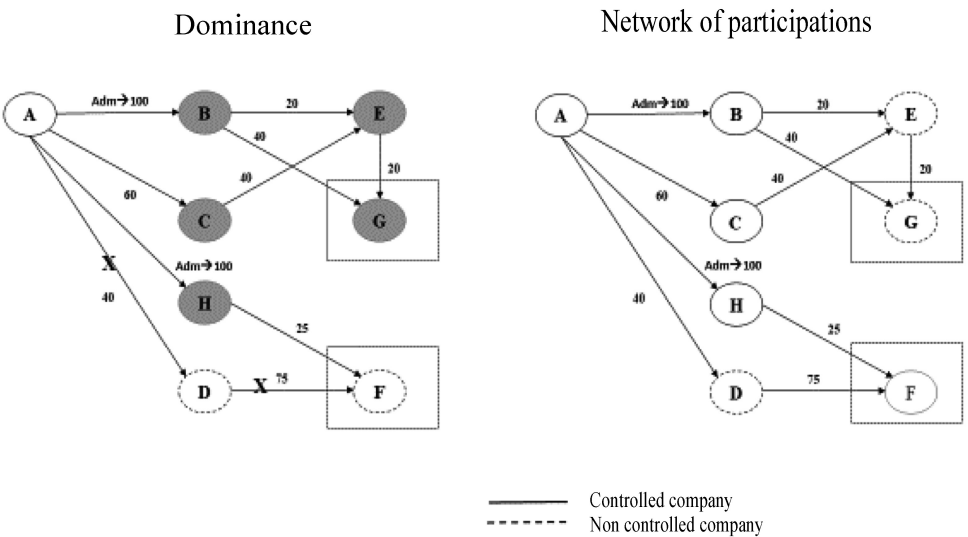 Dominance
Network of participations
A
Adm→100
B
20
E
40
60
40
20
C
G
X
40
Adm→100
H
25
D
X 75
F
A
Adm→100
B
20
E
40
60
40
20
C
G
Adm→100
40
H
25
D
75
F
Controlled company
Non controlled company